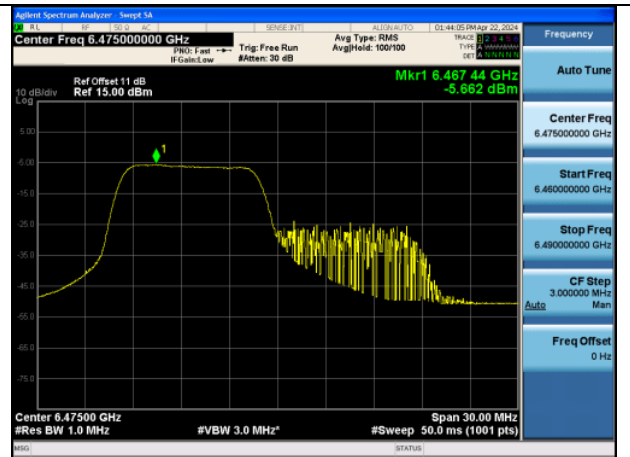 Agilent Spectrum Analyzer - Swept SA
RL RF 50 Ω AC SENSE:INT ALIGNAUTO 01:44:05 PM Apr 22, 2024
Center Freq 6.475000000 GHz
PNO: Fast
IFGain:Low
Trig: Free Run
#Atten: 30 dB
Avg Type: RMS
Avg|Hold: 100/100
TRACE 1 2 3 4 5 6
TYPE A
DET A N N N N N
Mkr1 6.467 44 GHz
-5.662 dBm
Ref Offset 11 dB
10 dB/div Ref 15.00 dBm
Log
1
5.00
-5.00
-15.0
-25.0
-35.0
-45.0
-55.0
-65.0
-75.0
Center 6.47500 GHz Span 30.00 MHz
#Res BW 1.0 MHz #VBW 3.0 MHz* #Sweep 50.0 ms (1001 pts)
MSG STATUS
Frequency
Auto Tune
Center Freq
6.475000000 GHz
Start Freq
6.460000000 GHz
Stop Freq
6.490000000 GHz
CF Step
3.000000 MHz
Auto Man
Freq Offset
0 Hz